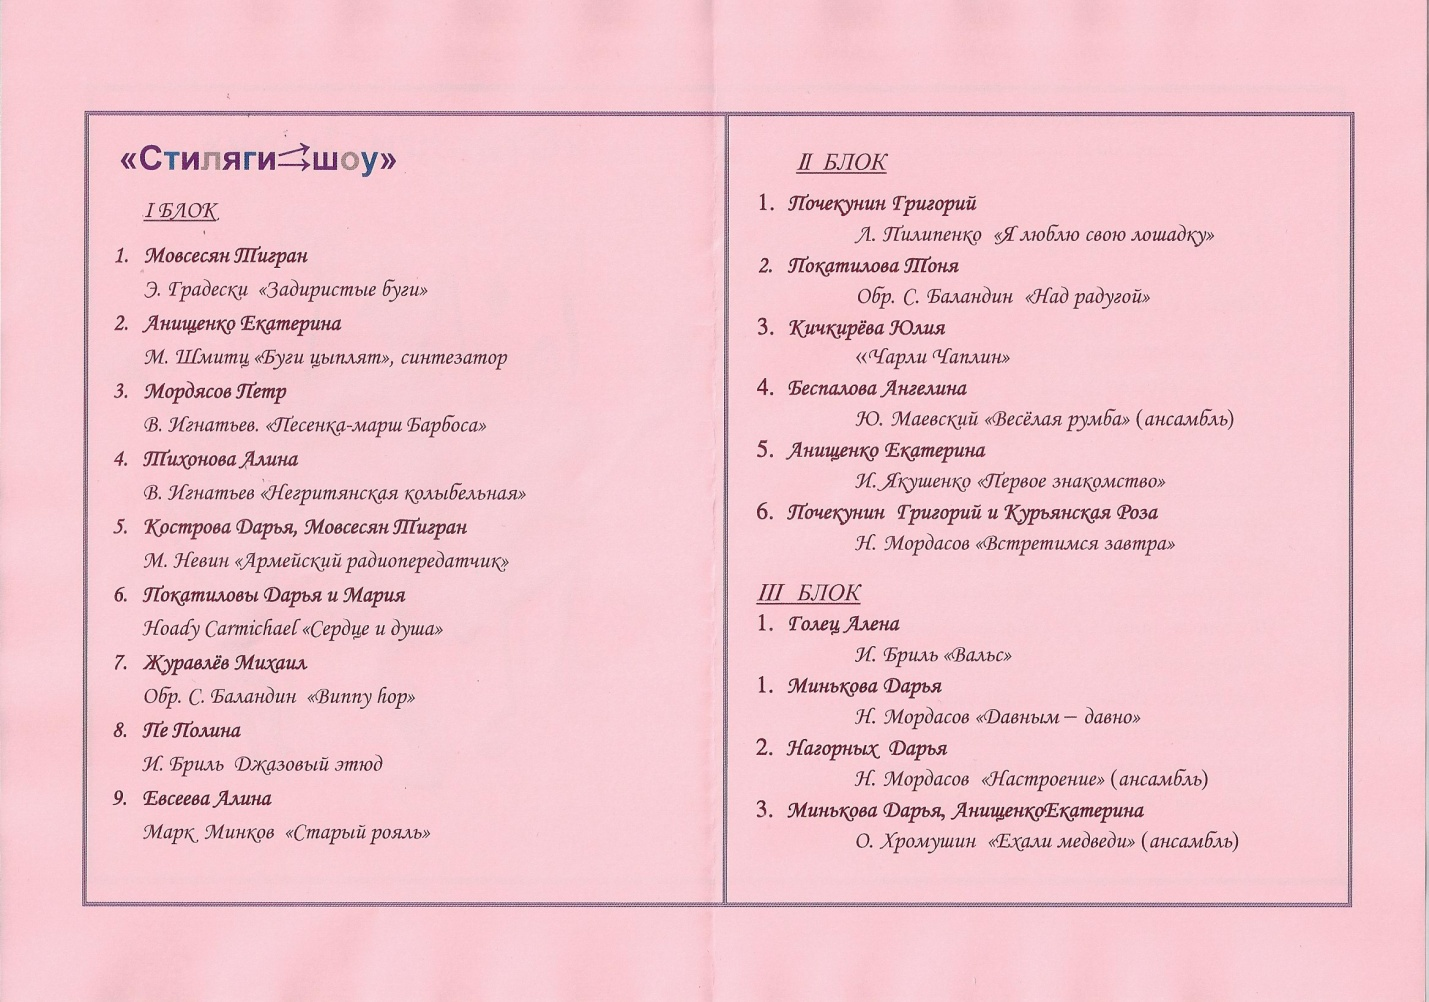 «Стиляги→шоу»
I БЛОК
1. Мовсесян Тигран
Э. Градески «Задиристые буги»
2. Анищенко Екатерина
М. Шмитц «Буги цыплят», синтезатор
3. Мордясов Петр
В. Игнатьев. «Песенка-марш Барбоса»
4. Тихонова Алина
В. Игнатьев «Негритянская колыбельная»
5. Кострова Дарья, Мовсесян Тигран
М. Невин «Армейский радиопередатчик»
6. Покатиловы Дарья и Мария
Hoady Carmichael «Сердце и душа»
7. Журавлёв Михаил
Обр. С. Баландин «Винпу hop»
8. Пе Полина
И. Бриль Джазовый этюд
9. Евсеева Алина
Марк Минков «Старый рояль»
II БЛОК
1. Почекунин Григорий
Л. Пилипенко «Я люблю свою лошадку»
2. Покатилова Тоня
Обр. С. Баландин «Над радугой»
3. Кичкирёва Юлия
«Чарли Чаплин»
4. Беспалова Ангелина
Ю. Маевский «Весёлая румба» (ансамбль)
5. Анищенко Екатерина
И. Якушенко «Первое знакомство»
6. Почекунин Григорий и Курьянская Роза
Н. Мордасов «Встретимся завтра»
III БЛОК
1. Голец Алена
И. Бриль «Вальс»
1. Минькова Дарья
Н. Мордасов «Давным – давно»
2. Нагорных Дарья
Н. Мордасов «Настроение» (ансамбль)
3. Минькова Дарья, АнищенкоЕкатерина
О. Хромушин «Ехали медведи» (ансамбль)